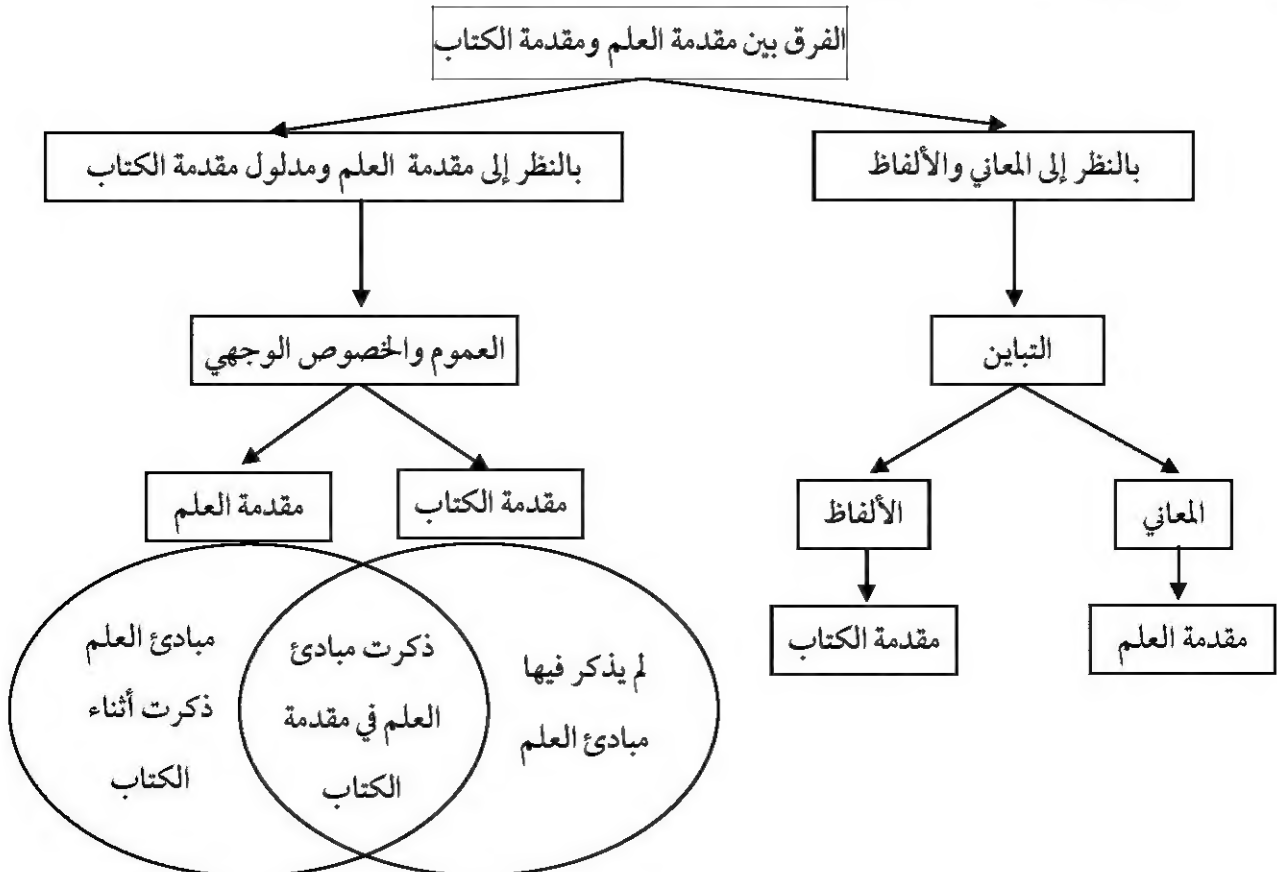 الفرق بين مقدمة العلم ومقدمة الكتاب
بالنظر إلى المعاني والألفاظ
بالنظر إلى مقدمة العلم ومدلول مقدمة الكتاب
التباين
العموم والخصوص الوجهي
المعاني
الألفاظ
مقدمة الكتاب
مقدمة العلم
مقدمة العلم
مقدمة الكتاب
لم يذكر فيها
مبادئ العلم
ذكرت مبادئ
العلم في مقدمة
الكتاب
مبادئ العلم
ذكرت أثناء
الكتاب